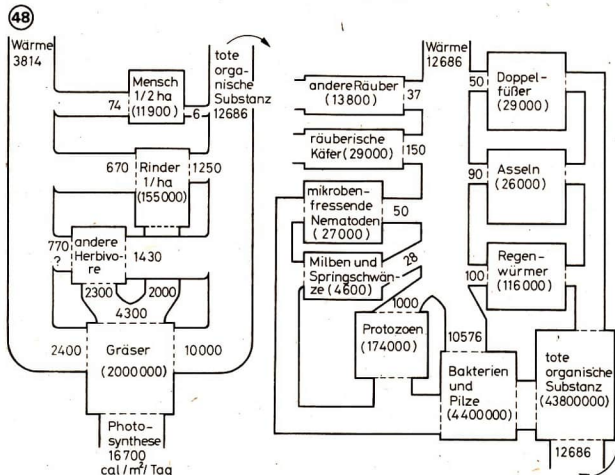 48
Wärme
3814
tote
orga-
nische
Substanz
12686
Mensch
1/2 ha
(11900)
74
6
670
Rinder
1/ha
(155000)
1250
770
?
andere
Herbivo-
re
1430
2300
2000
4300
2400
Gräser
(2000000)
10000
Photo-
synthese
16700
cal/m²/Tag
Wärme
12686
andere Räuber
(13800)
37
räuberische
Käfer (29000)
150
mikroben-
fressende
Nematoden
(27000)
50
Milben und
Springschwän-
ze (4600)
28
1000
Protozoen
(174000)
10576
Bakterien
und
Pilze
(4400000)
50
Doppel-
füßer
(29000)
90
Asseln
(26000)
100
Regen-
würmer
(116000)
tote
organische
Substanz
(43800000)
12686